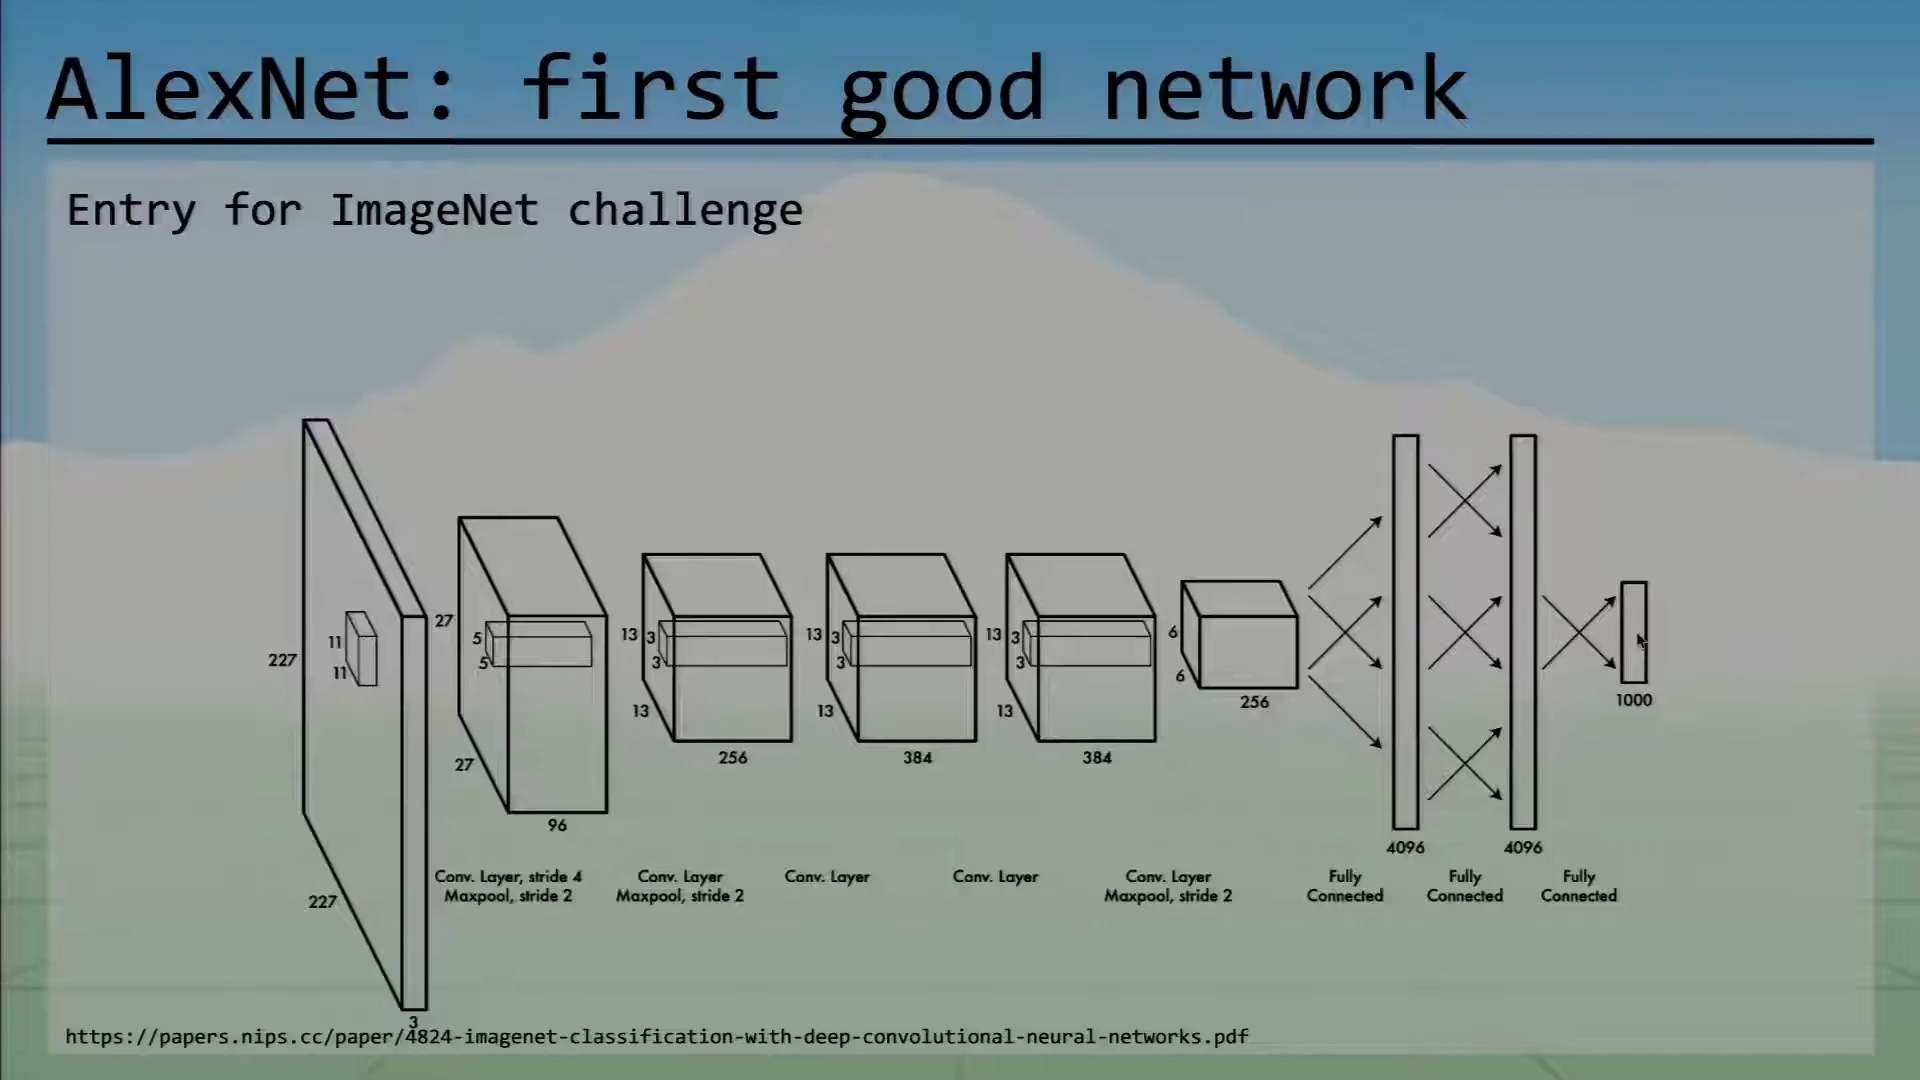 AlexNet: first good network
Entry for ImageNet challenge
227
227
3
11
11
27
27
96
5
5
13
13
256
3
3
13
13
384
3
3
13
13
384
3
3
6
6
256
4096
4096
1000
Conv. Layer, stride 4
Maxpool, stride 2
Conv. Layer
Maxpool, stride 2
Conv. Layer
Conv. Layer
Conv. Layer
Maxpool, stride 2
Fully
Connected
Fully
Connected
Fully
Connected
https://papers.nips.cc/paper/4824-imagenet-classification-with-deep-convolutional-neural-networks.pdf